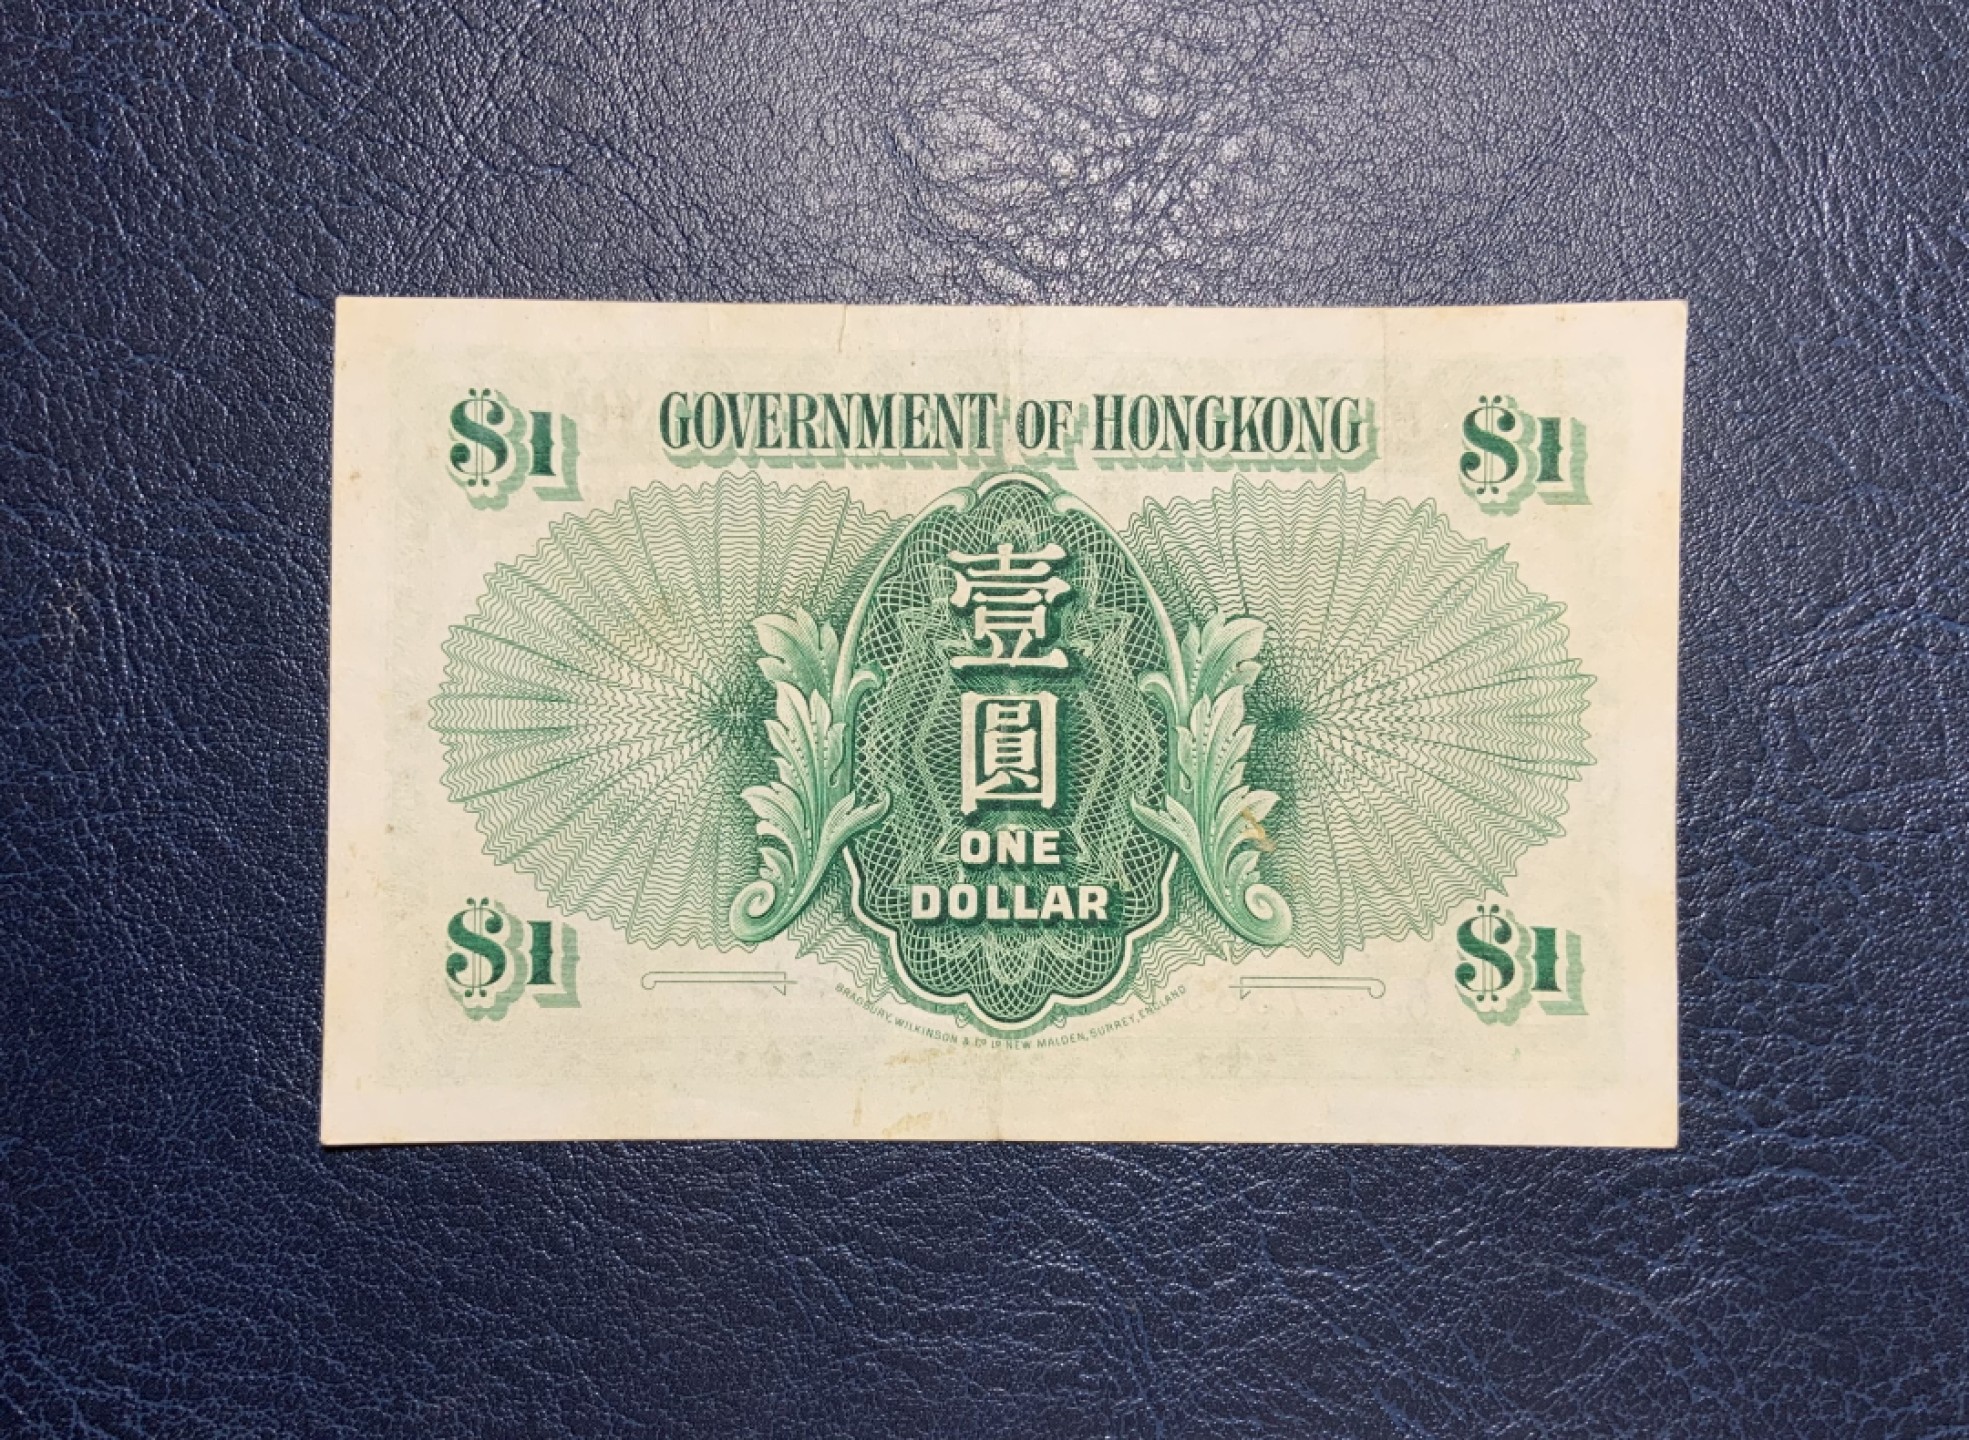 $1 GOVERNMENT OF HONGKONG $1
壹
圓
ONE
DOLLAR
$1 $1
BRADBURY, WILKINSON & Cº Lᴰ NEW MALDEN, SURREY, ENGLAND